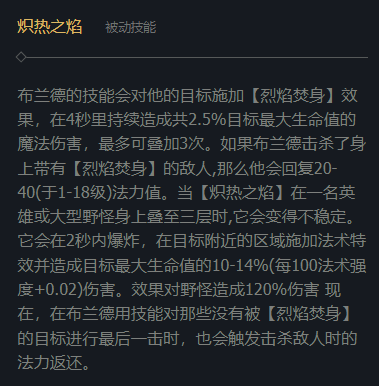 炽热之焰 被动技能
布兰德的技能会对他的目标施加【烈焰焚身】效
果，在4秒里持续造成共2.5%目标最大生命值的
魔法伤害，最多可叠加3次。如果布兰德击杀了身
上带有【烈焰焚身】的敌人,那么他会回复20-
40(于1-18级)法力值。当【炽热之焰】在一名英
雄或大型野怪身上叠至三层时,它会变得不稳定。
它会在2秒内爆炸，在目标附近的区域施加法术特
效并造成目标最大生命值的10-14%(每100法术强
度+0.02)伤害。效果对野怪造成120%伤害 现
在，在布兰德用技能对那些没有被【烈焰焚身】
的目标进行最后一击时，也会触发击杀敌人时的
法力返还。